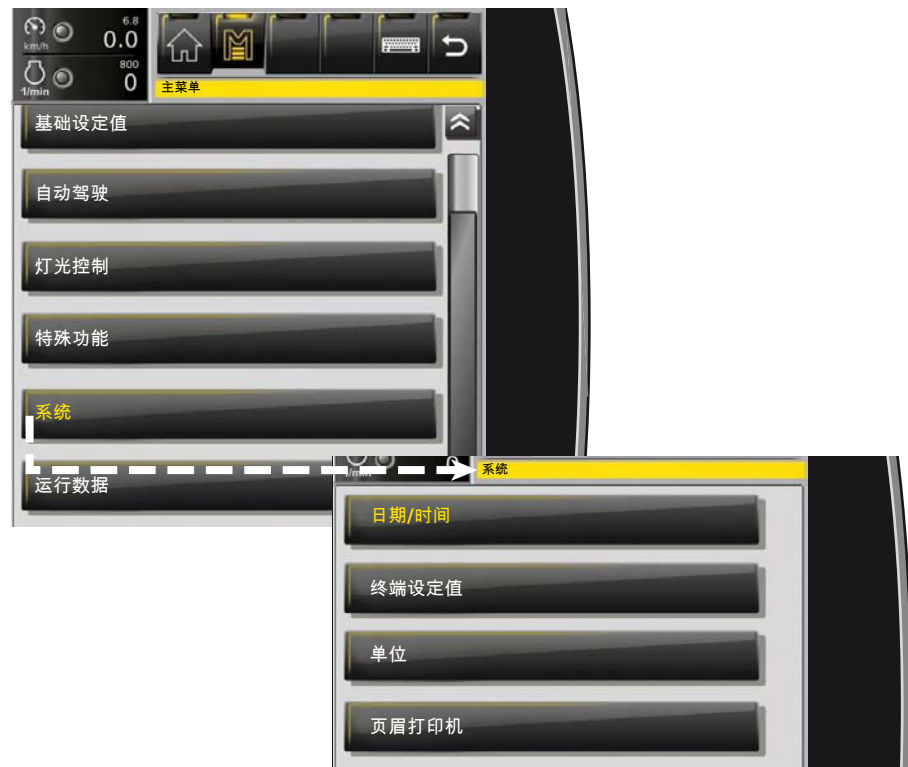 6.8
km/h 0.0
800
1/min 0
主菜单
基础设定值
自动驾驶
灯光控制
特殊功能
系统
运行数据
系统
日期/时间
终端设定值
单位
页眉打印机